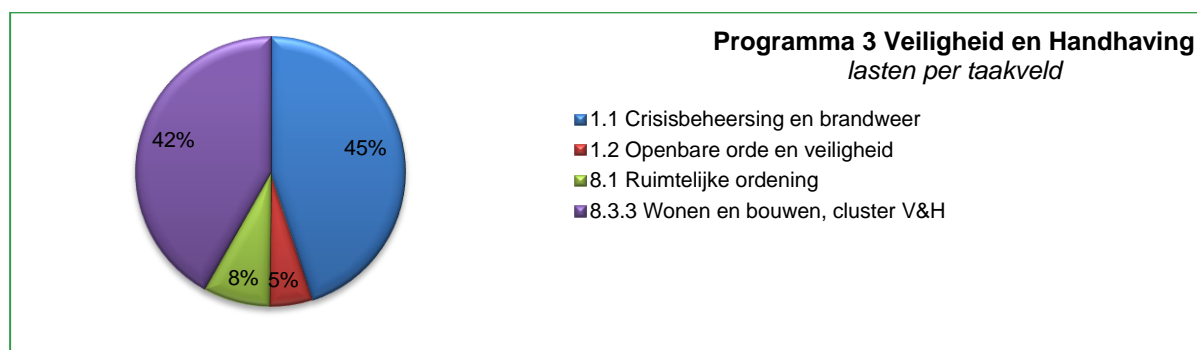 Programma 3 Veiligheid en Handhaving
lasten per taakveld
1.1 Crisisbeheersing en brandweer
1.2 Openbare orde en veiligheid
8.1 Ruimtelijke ordening
8.3.3 Wonen en bouwen, cluster V&H
42%
45%
8%
5%